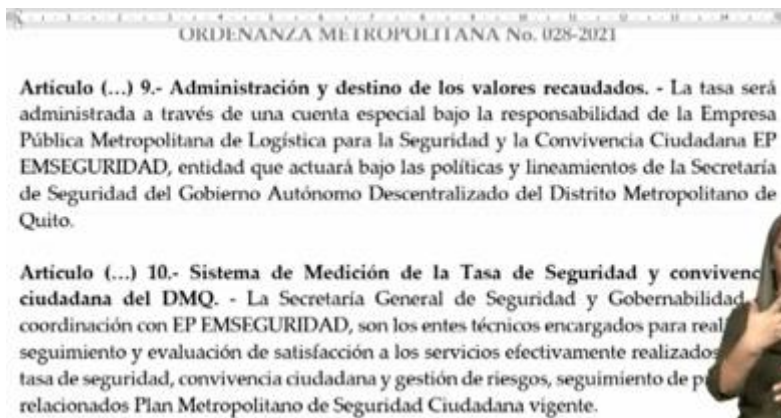 ORDENANZA METROPOLITANA No. 028-2021
Artículo (...) 9.- Administración y destino de los valores recaudados. - La tasa será
administrada a través de una cuenta especial bajo la responsabilidad de la Empresa
Pública Metropolitana de Logística para la Seguridad y la Convivencia Ciudadana EP
EMSEGURIDAD, entidad que actuará bajo las políticas y lineamientos de la Secretaría
de Seguridad del Gobierno Autónomo Descentralizado del Distrito Metropolitano de
Quito.
Artículo (...) 10.- Sistema de Medición de la Tasa de Seguridad y
ciudadana del DMQ. - La Secretaría General de Seguridad y Gobernabilidad
coordinación con EP EMSEGURIDAD, son los entes técnicos encargados para
seguimiento y evaluación de satisfacción a los servicios efectivamente realizados
tasa de seguridad, convivencia ciudadana y gestión de riesgos, seguimiento de
relacionados Plan Metropolitano de Seguridad Ciudadana vigente.